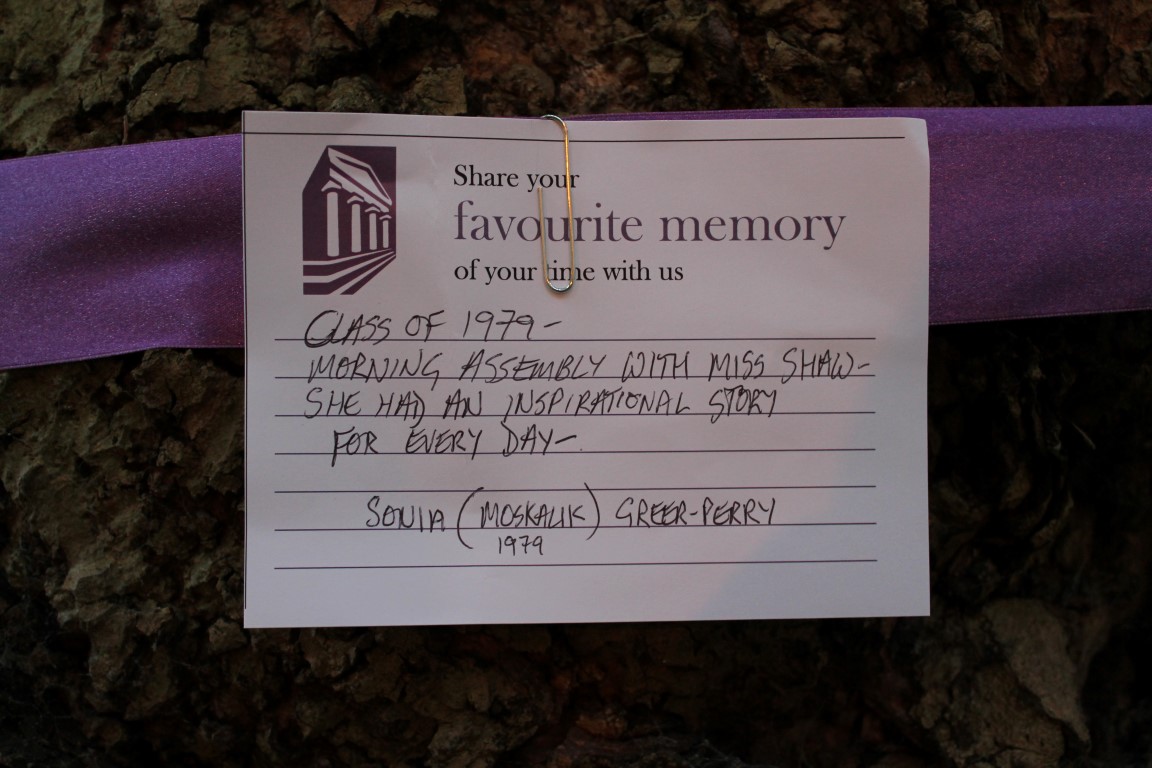 Share your
favourite memory
of your time with us
CLASS OF 1979-
MORNING ASSEMBLY WITH MISS SHAW-
SHE HAD AN INSPIRATIONAL STORY
FOR EVERY DAY-
SONIA (MOSKALIK) GREER-PERRY
1979